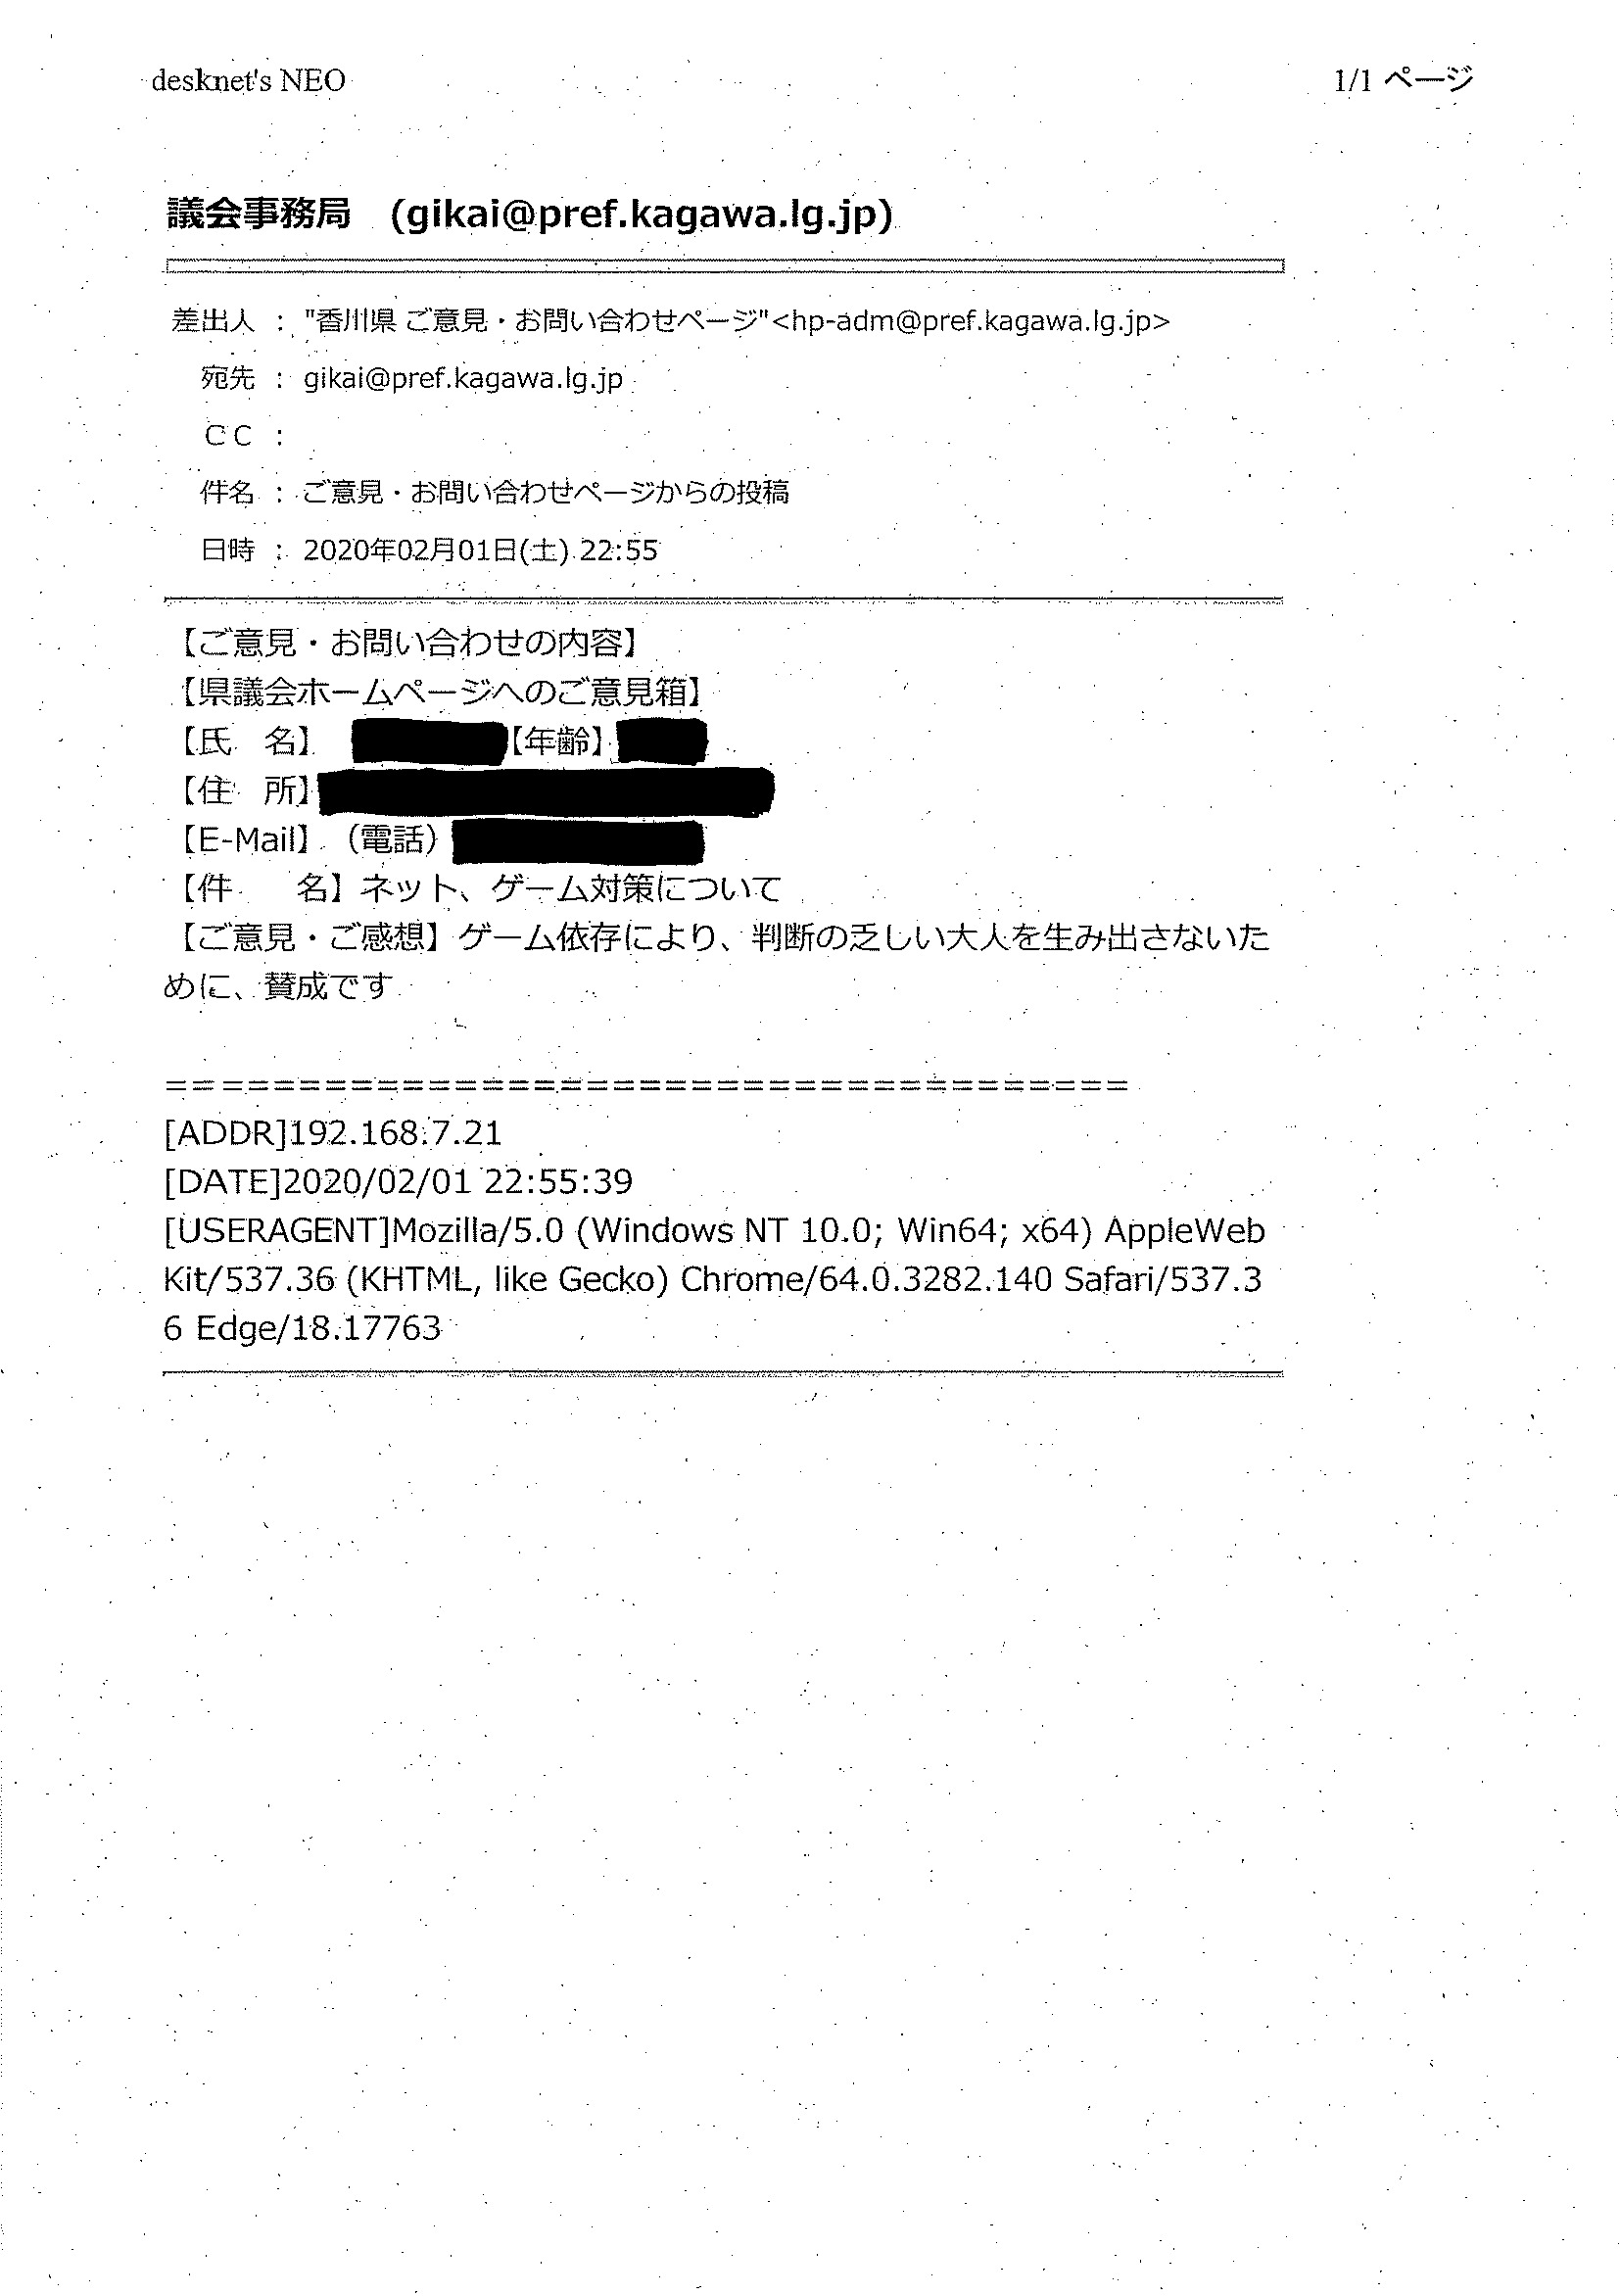 desknet's NEO
1/1 ページ
議会事務局 (gikai@pref.kagawa.lg.jp)
差出人 : "香川県 ご意見・お問い合わせページ"<hp-adm@pref.kagawa.lg.jp>
宛先 : gikai@pref.kagawa.lg.jp
CC :
件名 : ご意見・お問い合わせページからの投稿
日時 : 2020年02月01日(土) 22:55
【ご意見・お問い合わせの内容】
【県議会ホームページへのご意見箱】
【氏　名】　【年齢】
【住　所】
【E-Mail】（電話）
【件　　名】ネット、ゲーム対策について
【ご意見・ご感想】ゲーム依存により、判断の乏しい大人を生み出さないた
めに、賛成です
=====================================
[ADDR]192.168.7.21
[DATE]2020/02/01 22:55:39
[USERAGENT]Mozilla/5.0 (Windows NT 10.0; Win64; x64) AppleWeb
Kit/537.36 (KHTML, like Gecko) Chrome/64.0.3282.140 Safari/537.3
6 Edge/18.17763